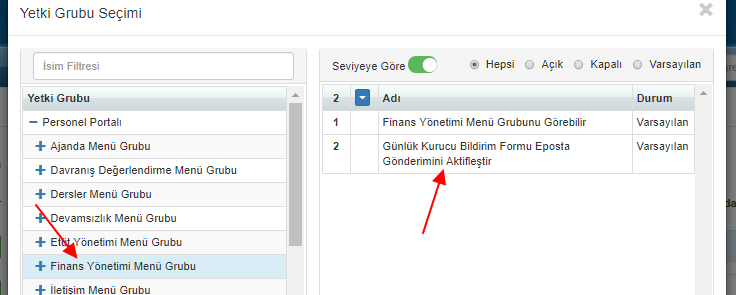 Yetki Grubu Seçimi
İsim Filtresi
Yetki Grubu
Personel Portalı
Ajanda Menü Grubu
Davranış Değerlendirme Menü Grubu
Dersler Menü Grubu
Devamsızlık Menü Grubu
Etüt Yönetimi Menü Grubu
Finans Yönetimi Menü Grubu
İletişim Menü Grubu
Seviyeye Göre Hepsi Açık Kapalı Varsayılan
2 Adı Durum
1 Finans Yönetimi Menü Grubunu Görebilir Varsayılan
2 Günlük Kurucu Bildirim Formu Eposta Varsayılan
Gönderimini Aktifleştir